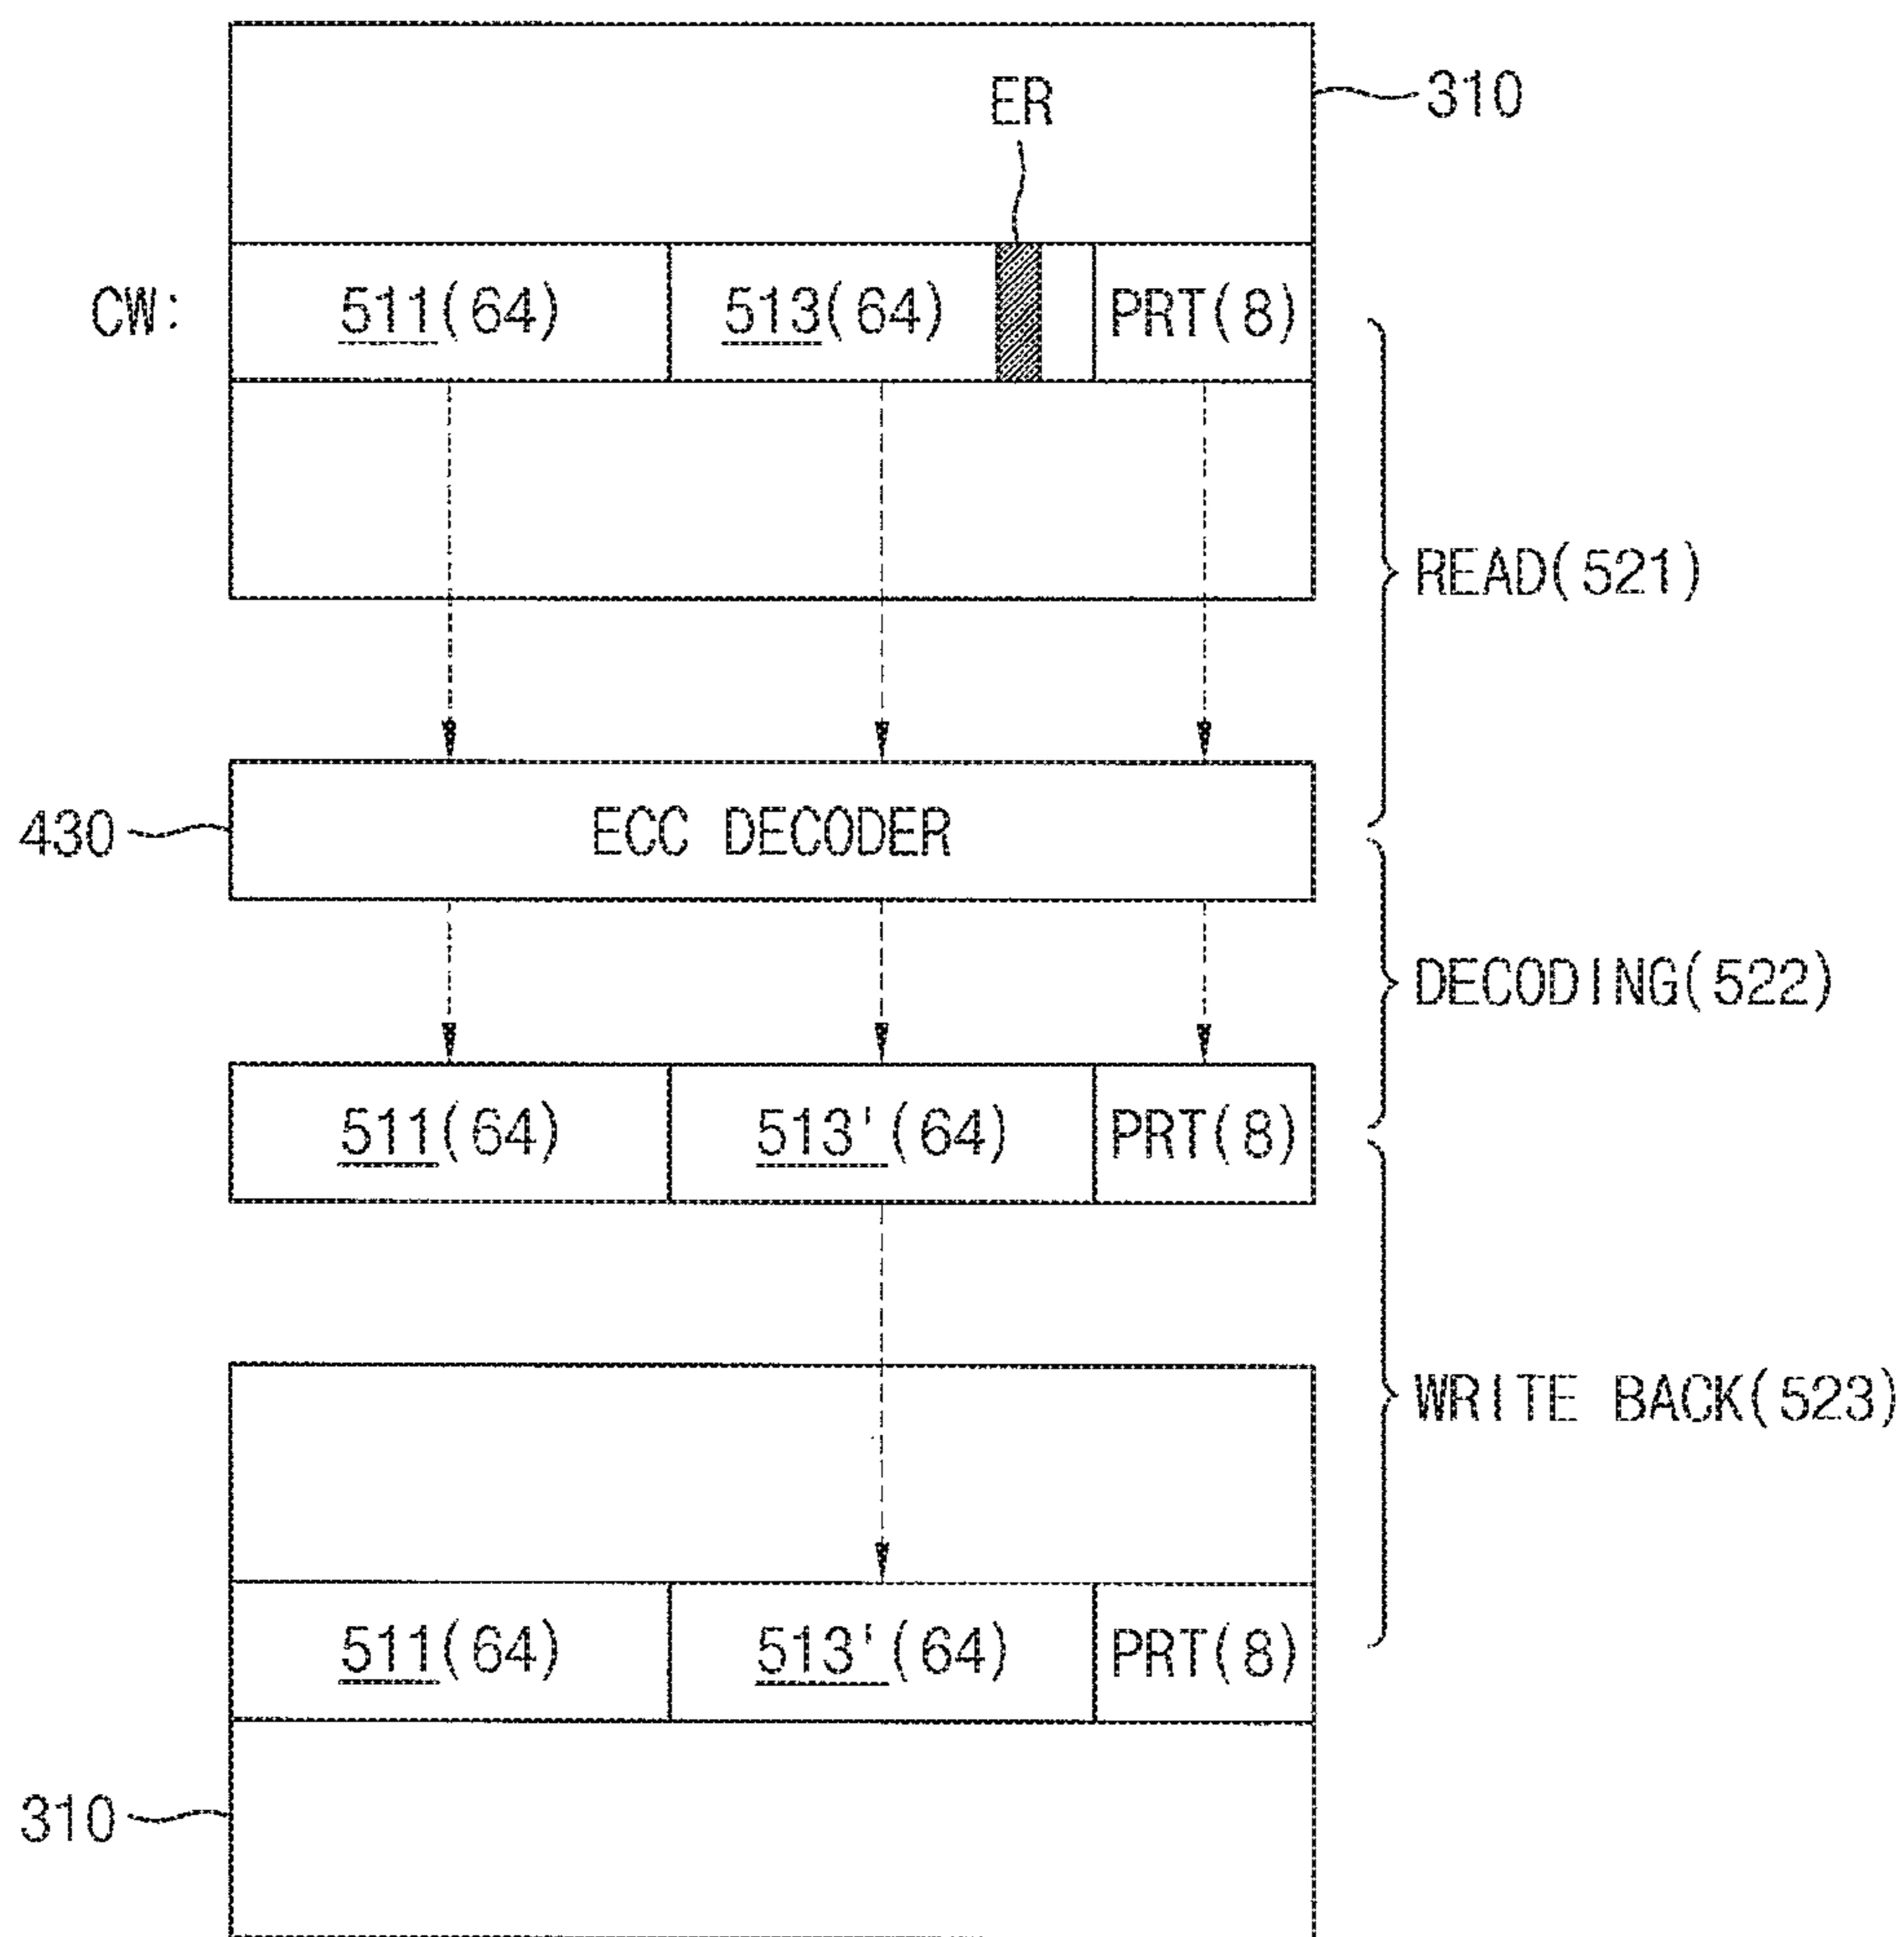 ER
310
CW: 511(64) 513(64) PRT(8)
READ(521)
430 ECC DECODER
DECODING(522)
511(64) 513'(64) PRT(8)
WRITE BACK(523)
511(64) 513'(64) PRT(8)
310